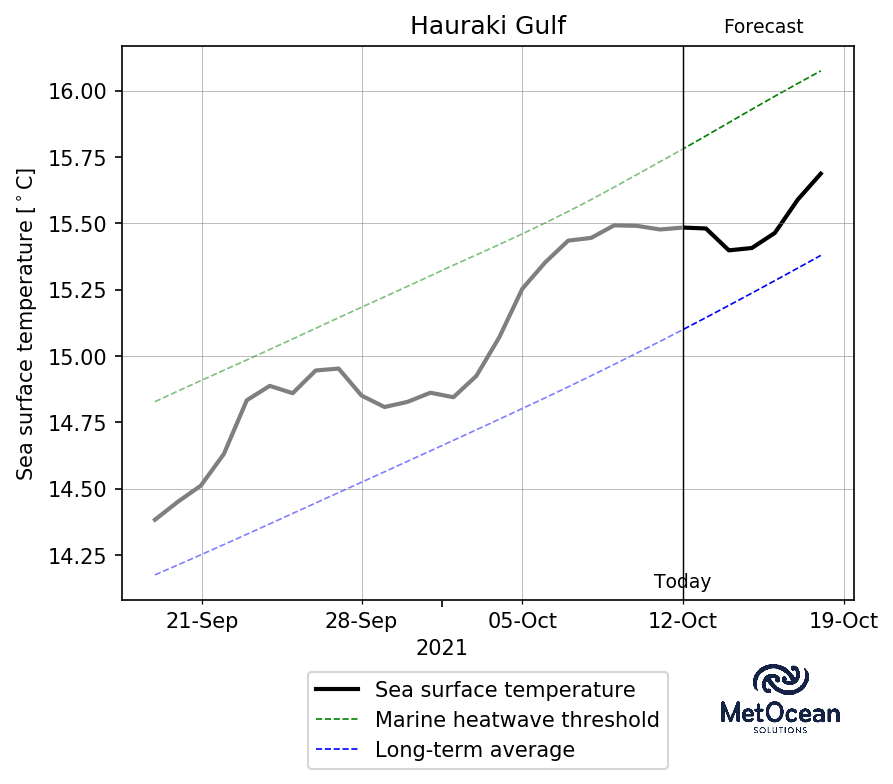 Hauraki Gulf
Forecast
16.00
15.75
15.50
15.25
15.00
14.75
14.50
14.25
Sea surface temperature [˚C]
Today
21-Sep 28-Sep 05-Oct 12-Oct 19-Oct
2021
Sea surface temperature
Marine heatwave threshold
Long-term average
MetOcean
SOLUTIONS